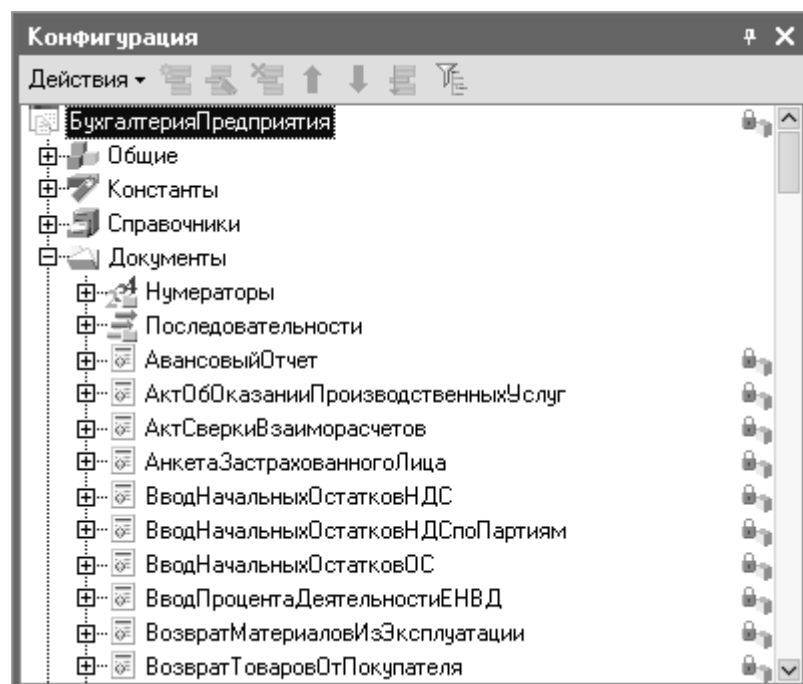 Конфигурация
Действия
БухгалтерияПредприятия
Общие
Константы
Справочники
Документы
Нумераторы
Последовательности
АвансовыйОтчет
АктОбОказанииПроизводственныхУслуг
АктСверкиВзаиморасчетов
АнкетаЗастрахованногоЛица
ВводНачальныхОстатковНДС
ВводНачальныхОстатковНДСпоПартиям
ВводНачальныхОстатковОС
ВводПроцентаДеятельностиЕНВД
ВозвратМатериаловИзЭксплуатации
ВозвратТоваровОтПокупателя